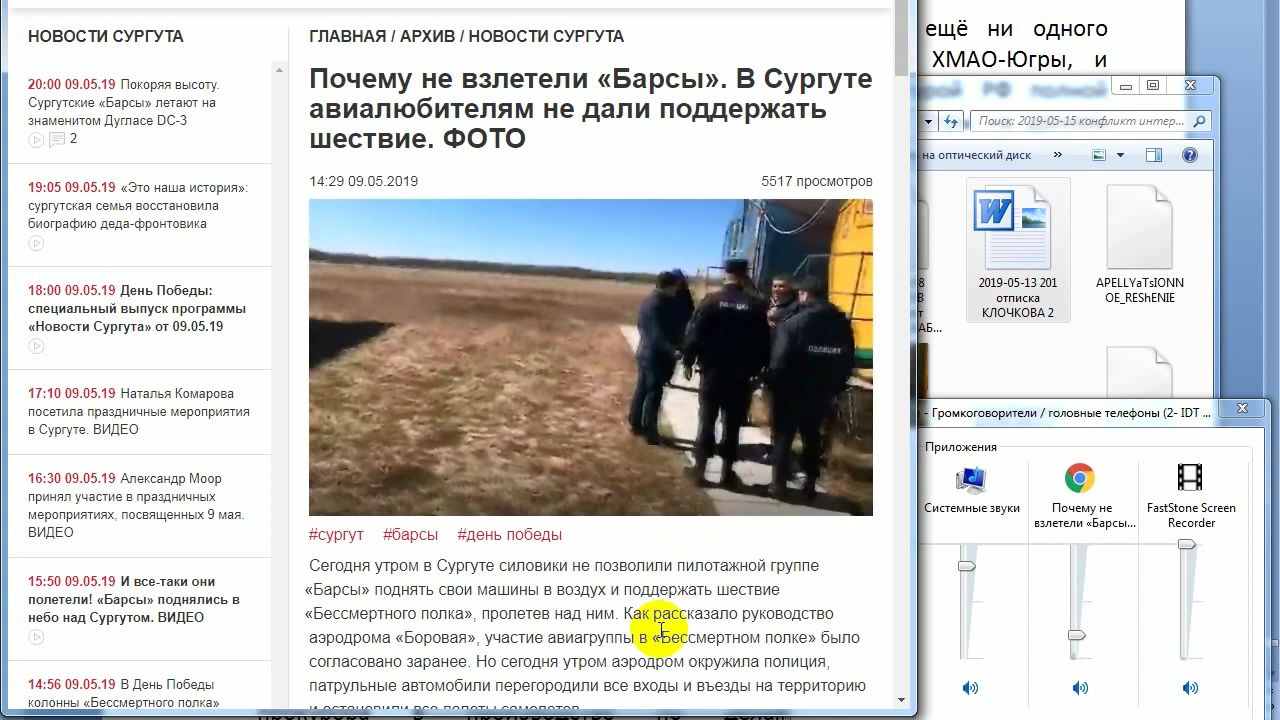 НОВОСТИ СУРГУТА
20:00 09.05.19 Покоряя высоту.
Сургутские «Барсы» летают на
знаменитом Дугласе DC-3
2
19:05 09.05.19 «Это наша история»:
сургутская семья восстановила
биографию деда-фронтовика
18:00 09.05.19 День Победы:
специальный выпуск программы
«Новости Сургута» от 09.05.19
17:10 09.05.19 Наталья Комарова
посетила праздничные мероприятия
в Сургуте. ВИДЕО
16:30 09.05.19 Александр Моор
принял участие в праздничных
мероприятиях, посвященных 9 мая.
ВИДЕО
15:50 09.05.19 И все-таки они
полетели! «Барсы» поднялись в
небо над Сургутом. ВИДЕО
14:56 09.05.19 В День Победы
колонны «Бессмертного полка»
ГЛАВНАЯ / АРХИВ / НОВОСТИ СУРГУТА
Почему не взлетели «Барсы». В Сургуте
авиалюбителям не дали поддержать
шествие. ФОТО
14:29 09.05.2019
5517 просмотров
ПОЛИЦИЯ
#сургут #барсы #день победы
Сегодня утром в Сургуте силовики не позволили пилотажной группе
«Барсы» поднять свои машины в воздух и поддержать шествие
«Бессмертного полка», пролетев над ним. Как рассказало руководство
аэродрома «Боровая», участие авиагруппы в «Бессмертном полке» было
согласовано заранее. Но сегодня утром аэродром окружила полиция,
патрульные автомобили перегородили все входы и въезды на территорию
и остановили все полеты самолетов.
ещё ни одного
ХМАО-Югры, и
Поиск: 2019-05-15 конфликт интер...
на оптический диск »
2019-05-13 201
отписка
КЛОЧКОВА 2
APELLYaTsIONN
OE_REShENIE
- Громкоговорители / головные телефоны (2- IDT ...
Приложения
Системные звуки
Почему не
взлетели «Барсы...
FastStone Screen
Recorder